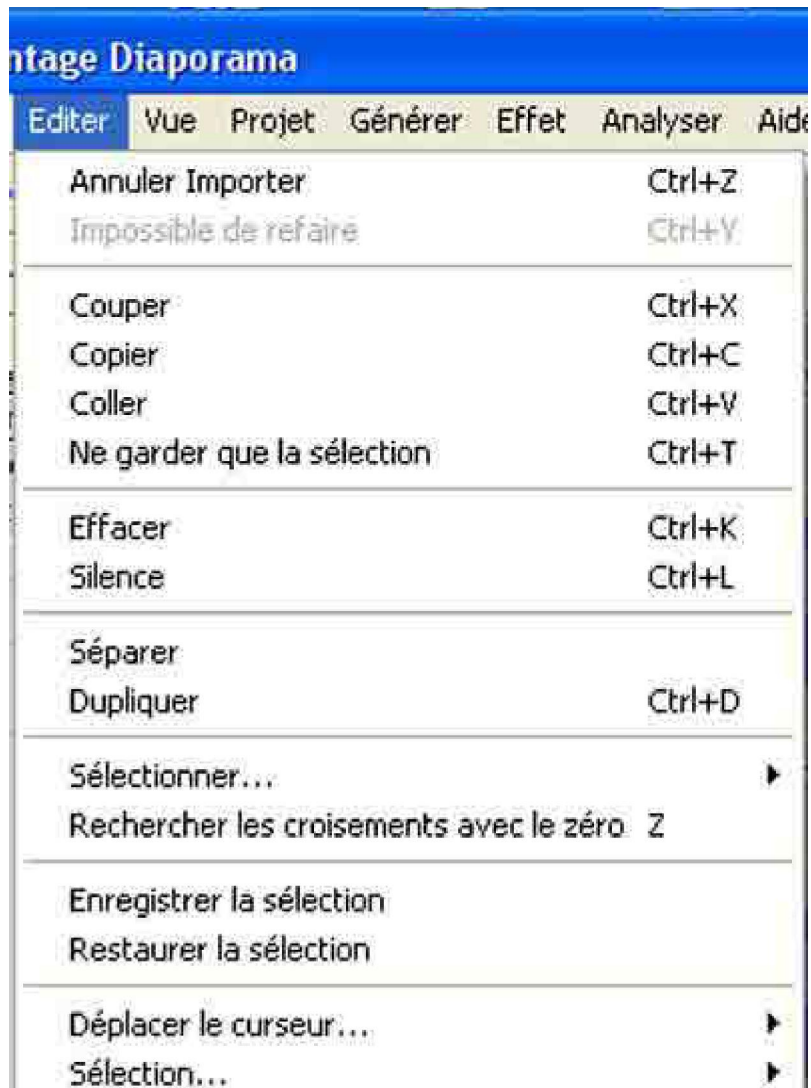 ntage Diaporama
Editer Vue Projet Générer Effet Analyser Aide
Annuler Importer Ctrl+Z
Impossible de refaire Ctrl+Y
Couper Ctrl+X
Copier Ctrl+C
Coller Ctrl+V
Ne garder que la sélection Ctrl+T
Effacer Ctrl+K
Silence Ctrl+L
Séparer
Dupliquer Ctrl+D
Sélectionner...
Rechercher les croisements avec le zéro Z
Enregistrer la sélection
Restaurer la sélection
Déplacer le curseur...
Sélection...